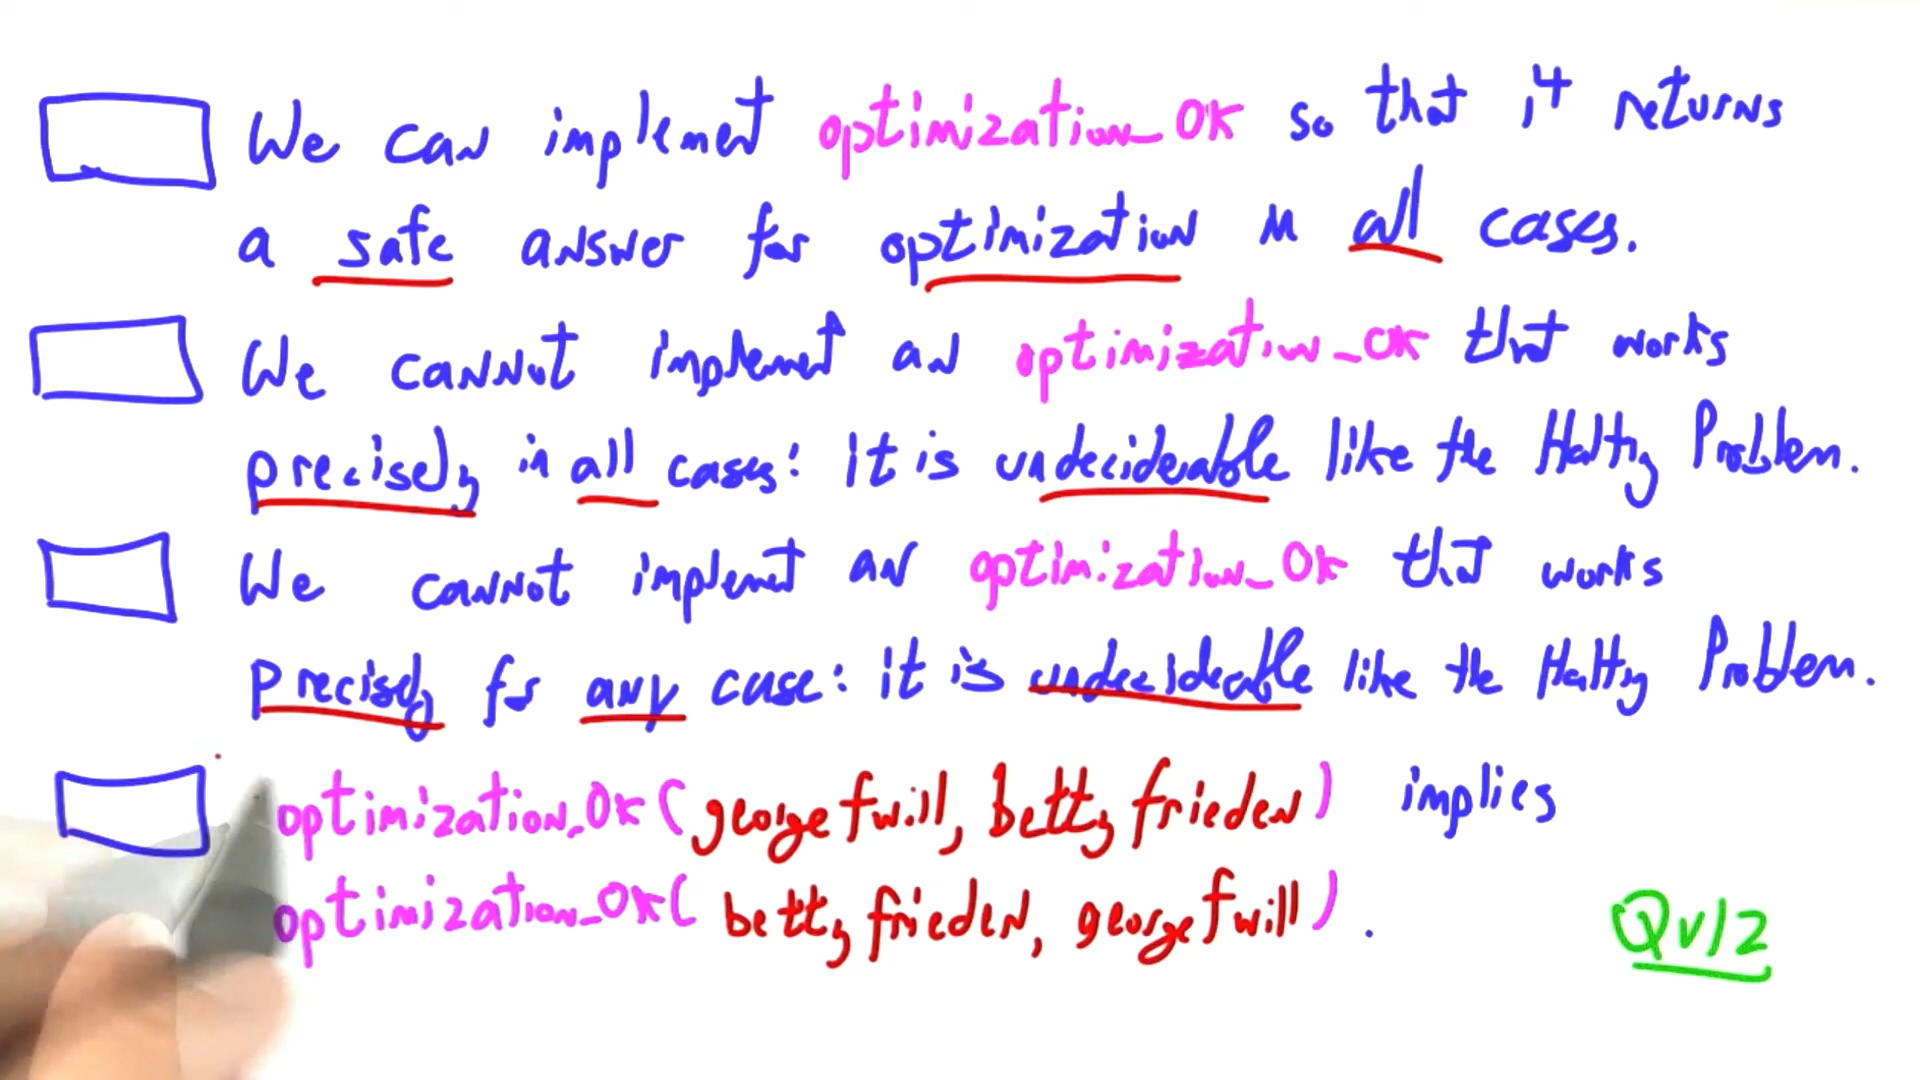 We can implement optimization_OK so that it returns
a safe answer for optimization in all cases.
We cannot implement an optimization_OK that works
precisely in all cases: it is undecideable like the Halting Problem.
We cannot implement an optimization_OK that works
precisely for any case: it is undecideable like the Halting Problem.
optimization_OK(georgefwill, bettyfrieden) implies
optimization_OK(bettyfrieden, georgefwill).
Quiz